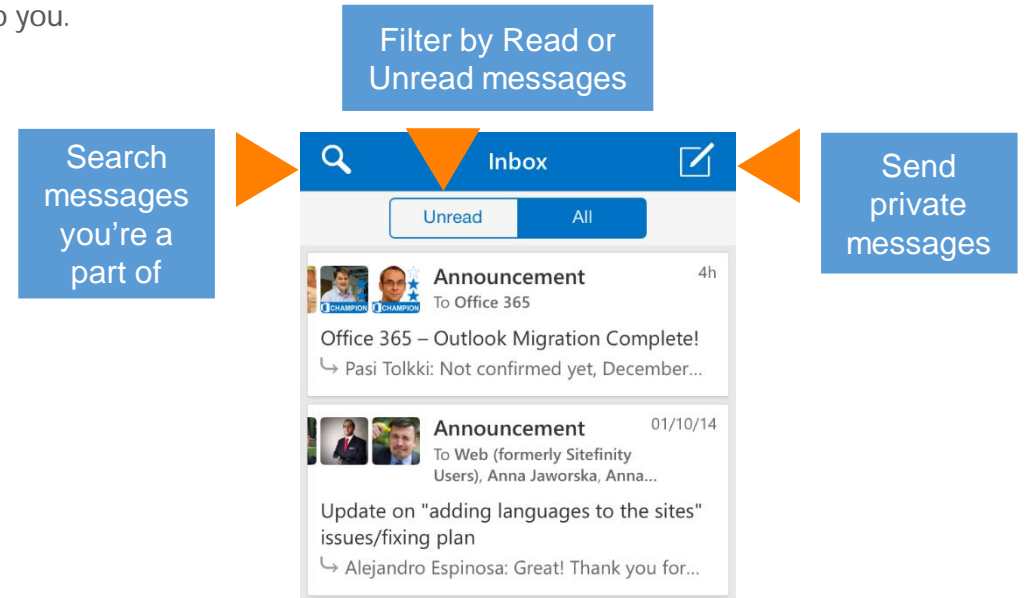 o you.
Filter by Read or
Unread messages
Search
messages
you’re a
part of
Inbox
Send
private
messages
Unread
All
Announcement
4h
To Office 365
CHAMPION
CHAMPION
Office 365 – Outlook Migration Complete!
Pasi Tolkki: Not confirmed yet, December...
Announcement
01/10/14
To Web (formerly Sitefinity
Users), Anna Jaworska, Anna...
Update on "adding languages to the sites"
issues/fixing plan
Alejandro Espinosa: Great! Thank you for...